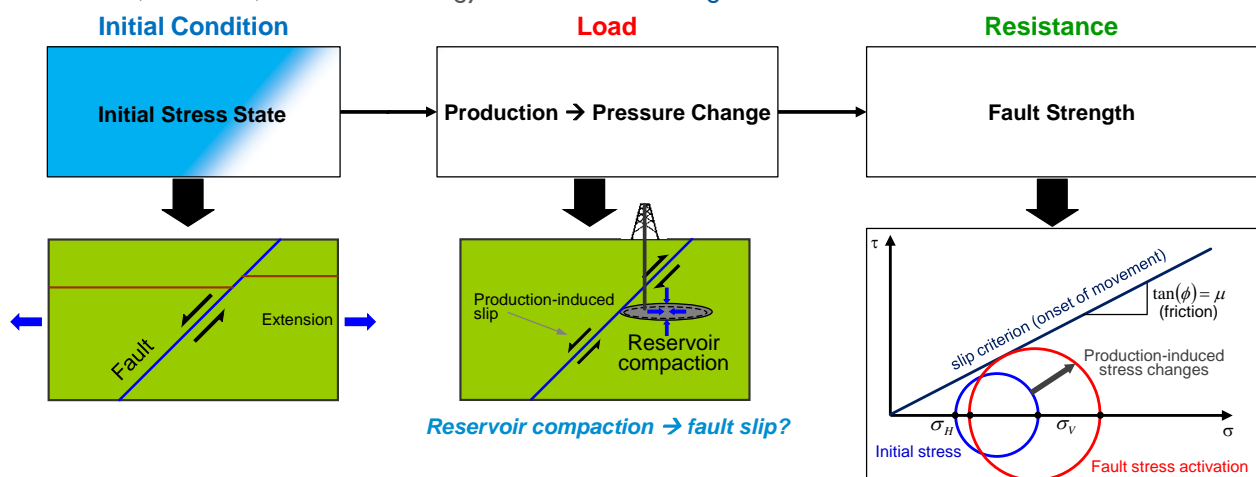 Initial Condition
Load
Resistance
Initial Stress State
Production → Pressure Change
Fault Strength
Extension
Fault
Production-induced
slip
Reservoir
compaction
Reservoir compaction → fault slip?
τ
slip criterion (onset of movement)
tan(ϕ) = μ
(friction)
Production-induced
stress changes
σ_H
σ_V
σ
Initial stress
Fault stress activation